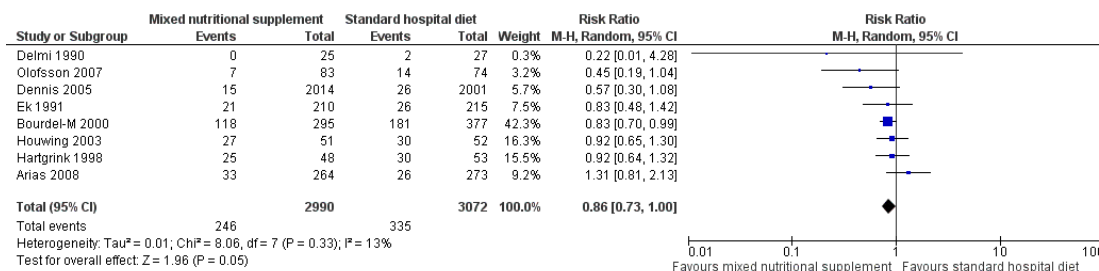 Mixed nutritional supplement Standard hospital diet Risk Ratio Risk Ratio
Study or Subgroup Events Total Events Total Weight M-H, Random, 95% CI M-H, Random, 95% CI
Delmi 1990 0 25 2 27 0.3% 0.22 [0.01, 4.28]
Olofsson 2007 7 83 14 74 3.2% 0.45 [0.19, 1.04]
Dennis 2005 15 2014 26 2001 5.7% 0.57 [0.30, 1.08]
Ek 1991 21 210 26 215 7.5% 0.83 [0.48, 1.42]
Bourdel-M 2000 118 295 181 377 42.3% 0.83 [0.70, 0.99]
Houwing 2003 27 51 30 52 16.3% 0.92 [0.65, 1.30]
Hartgrink 1998 25 48 30 53 15.5% 0.92 [0.64, 1.32]
Arias 2008 33 264 26 273 9.2% 1.31 [0.81, 2.13]
Total (95% CI) 2990 3072 100.0% 0.86 [0.73, 1.00]
Total events 246 335
Heterogeneity: Tau² = 0.01; Chi² = 8.06, df = 7 (P = 0.33); I² = 13%
Test for overall effect: Z = 1.96 (P = 0.05)
0.01 0.1 1 10 100
Favours mixed nutritional supplement Favours standard hospital diet